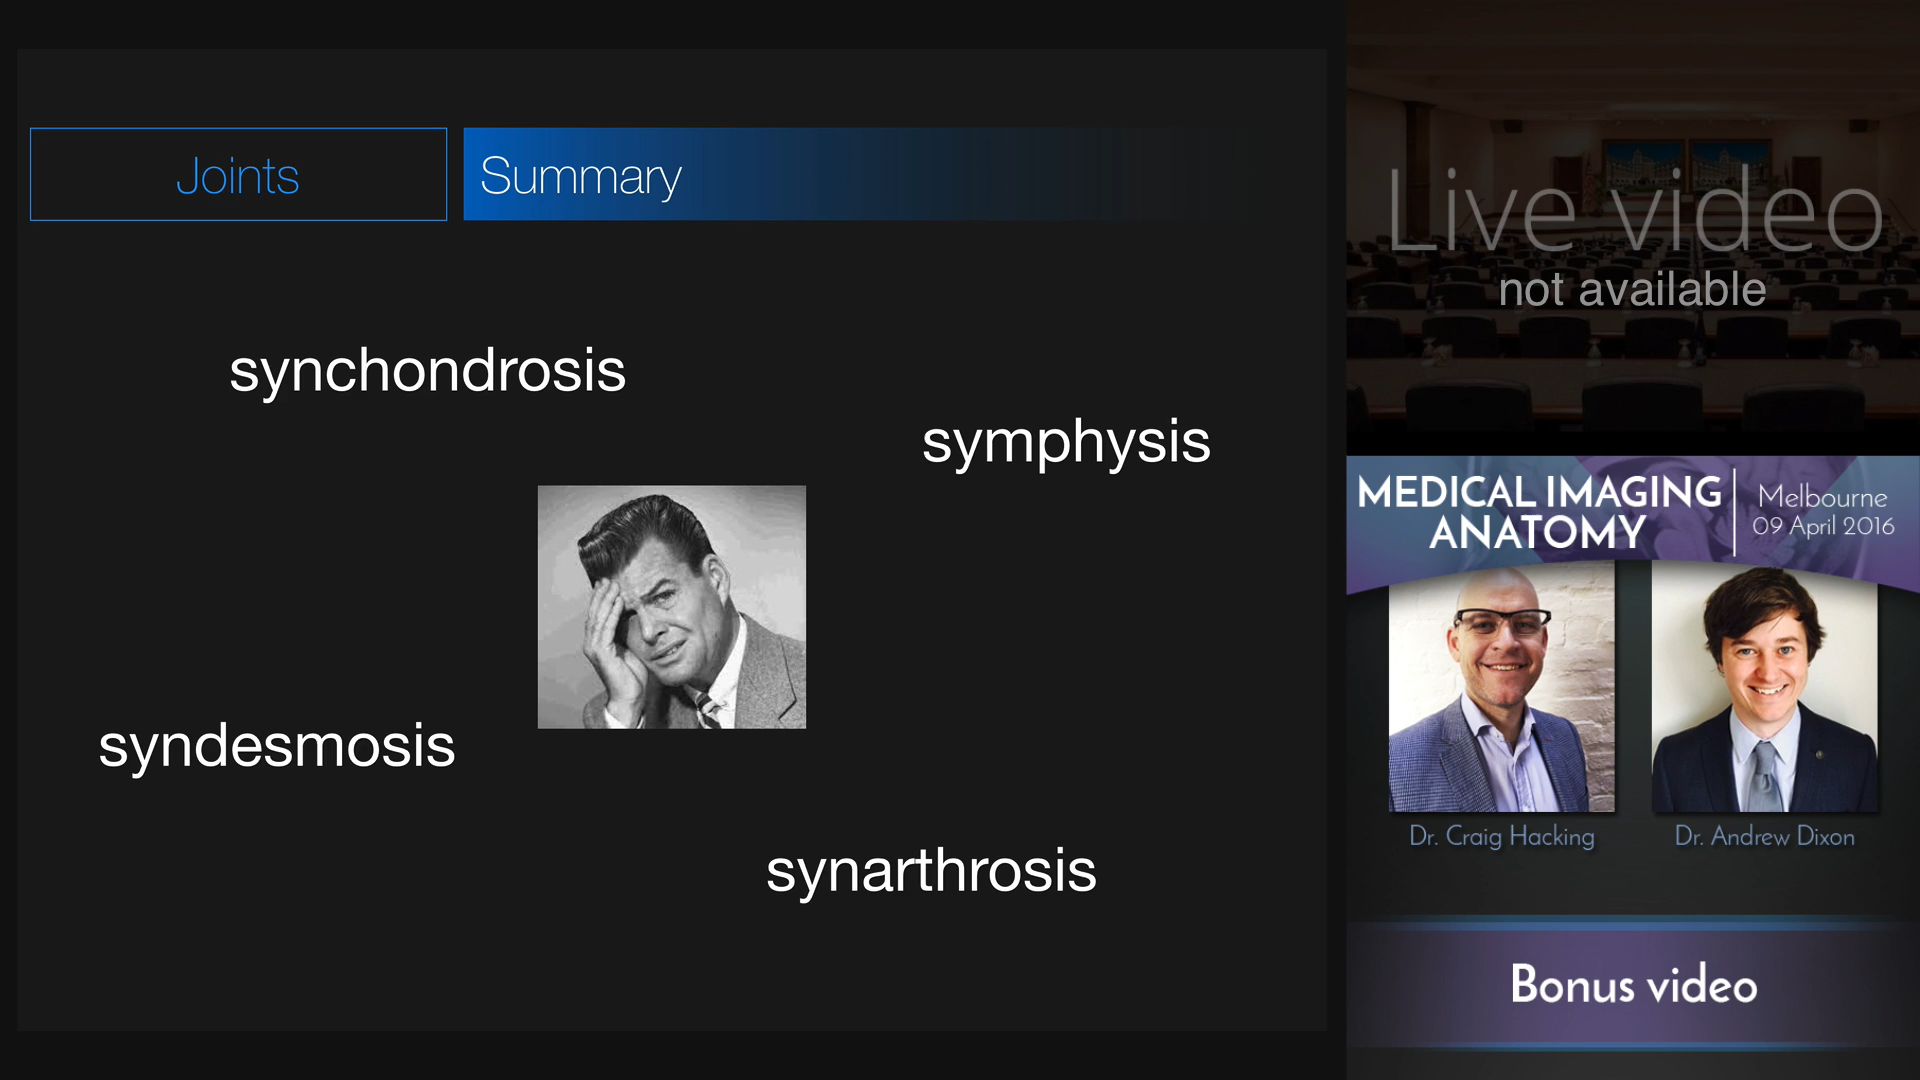 Joints
Summary
synchondrosis
symphysis
syndesmosis
synarthrosis
Live video
not available
MEDICAL IMAGING
ANATOMY
Melbourne
09 April 2016
Dr. Craig Hacking
Dr. Andrew Dixon
Bonus video